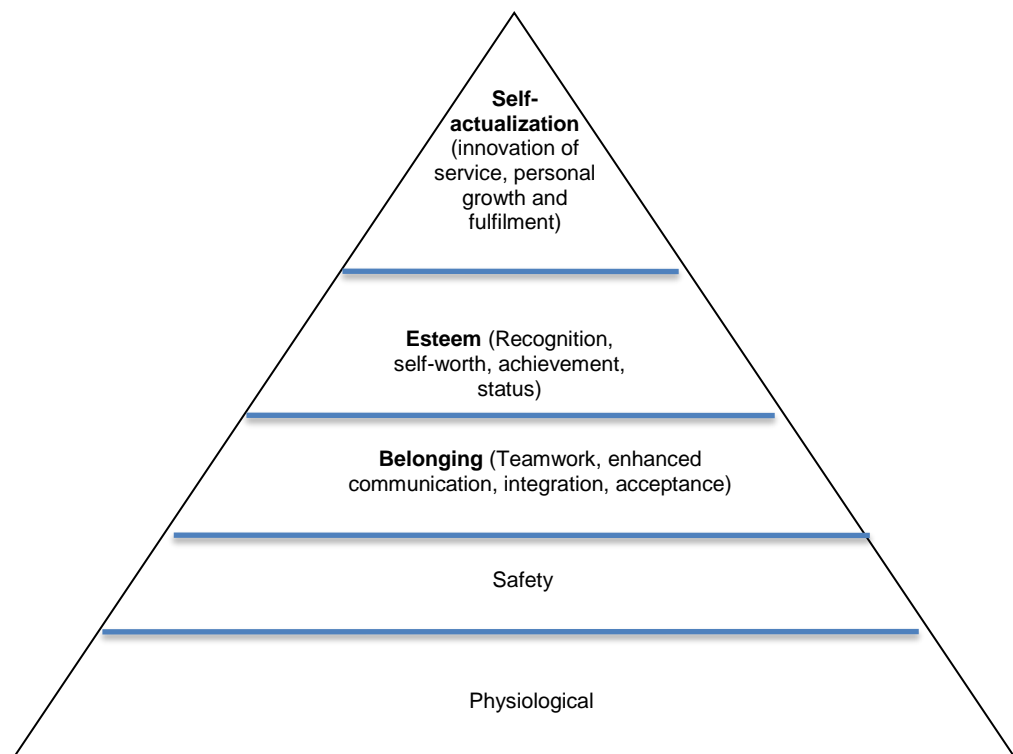 Self-
actualization
(innovation of
service, personal
growth and
fulfilment)
Esteem (Recognition,
self-worth, achievement,
status)
Belonging (Teamwork, enhanced
communication, integration, acceptance)
Safety
Physiological